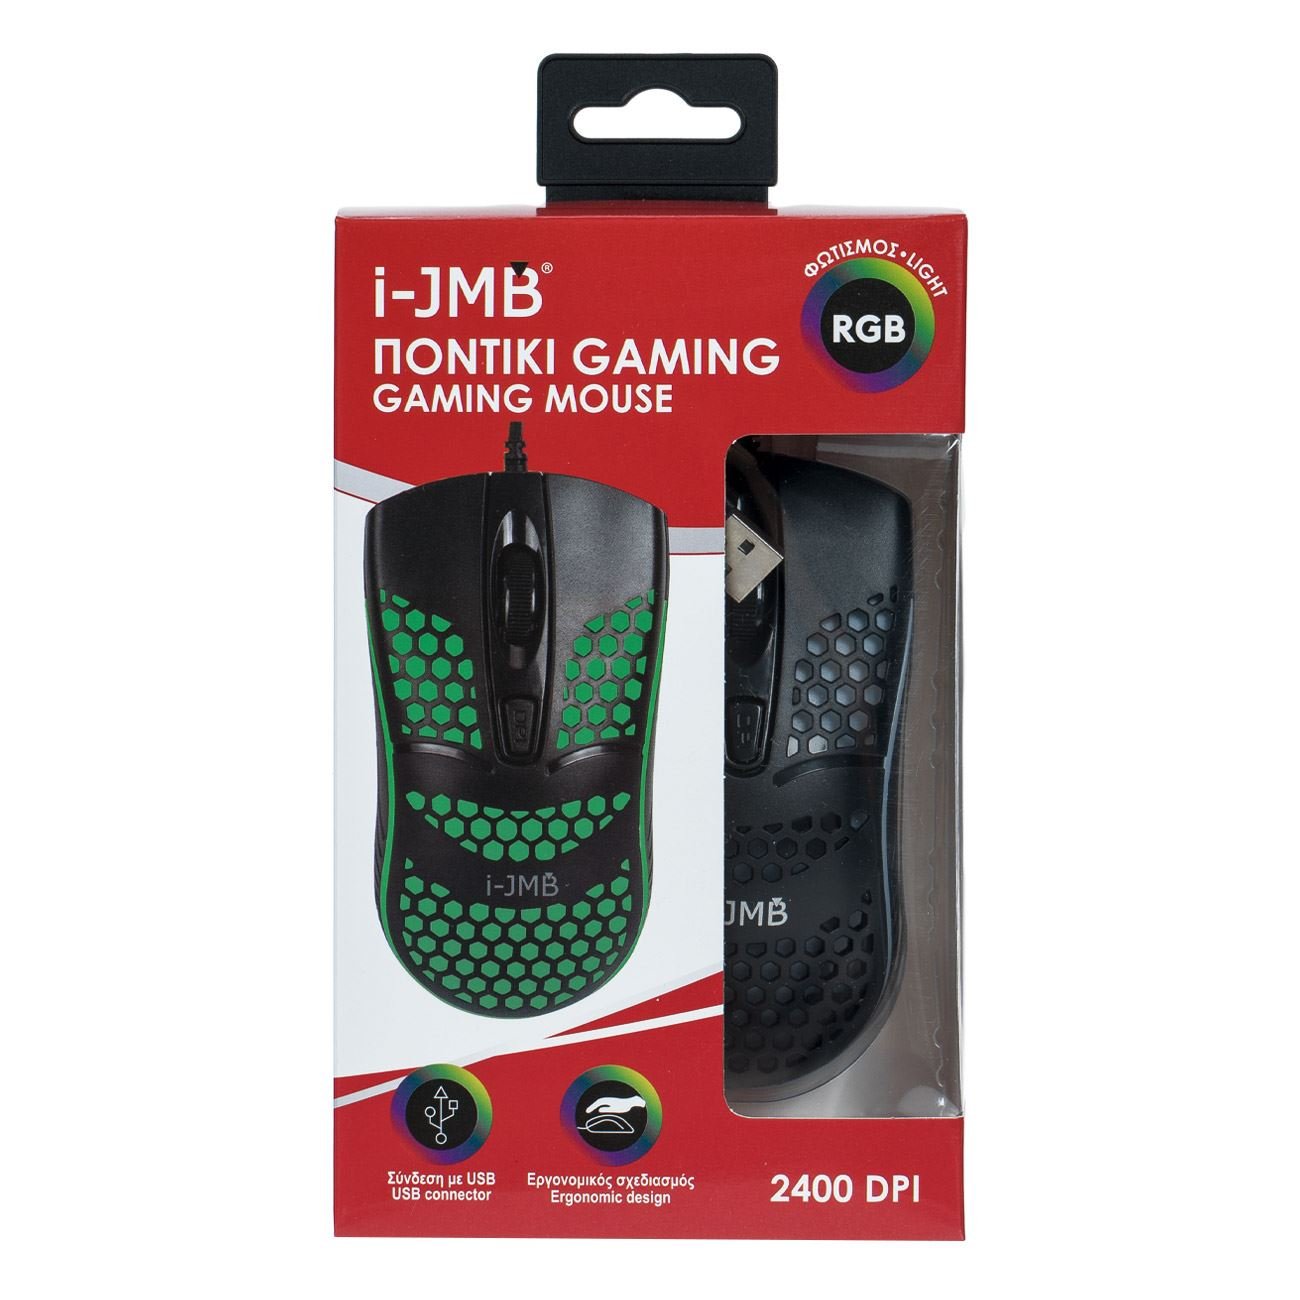 i-JMB®
ΠΟΝΤΙΚΙ GAMING
GAMING MOUSE
ΦΩΤΙΣΜΟΣ • LIGHT
RGB
DPI
i-JMB
JMB
Σύνδεση με USB
USB connector
Εργονομικός σχεδιασμός
Ergonomic design
2400 DPI